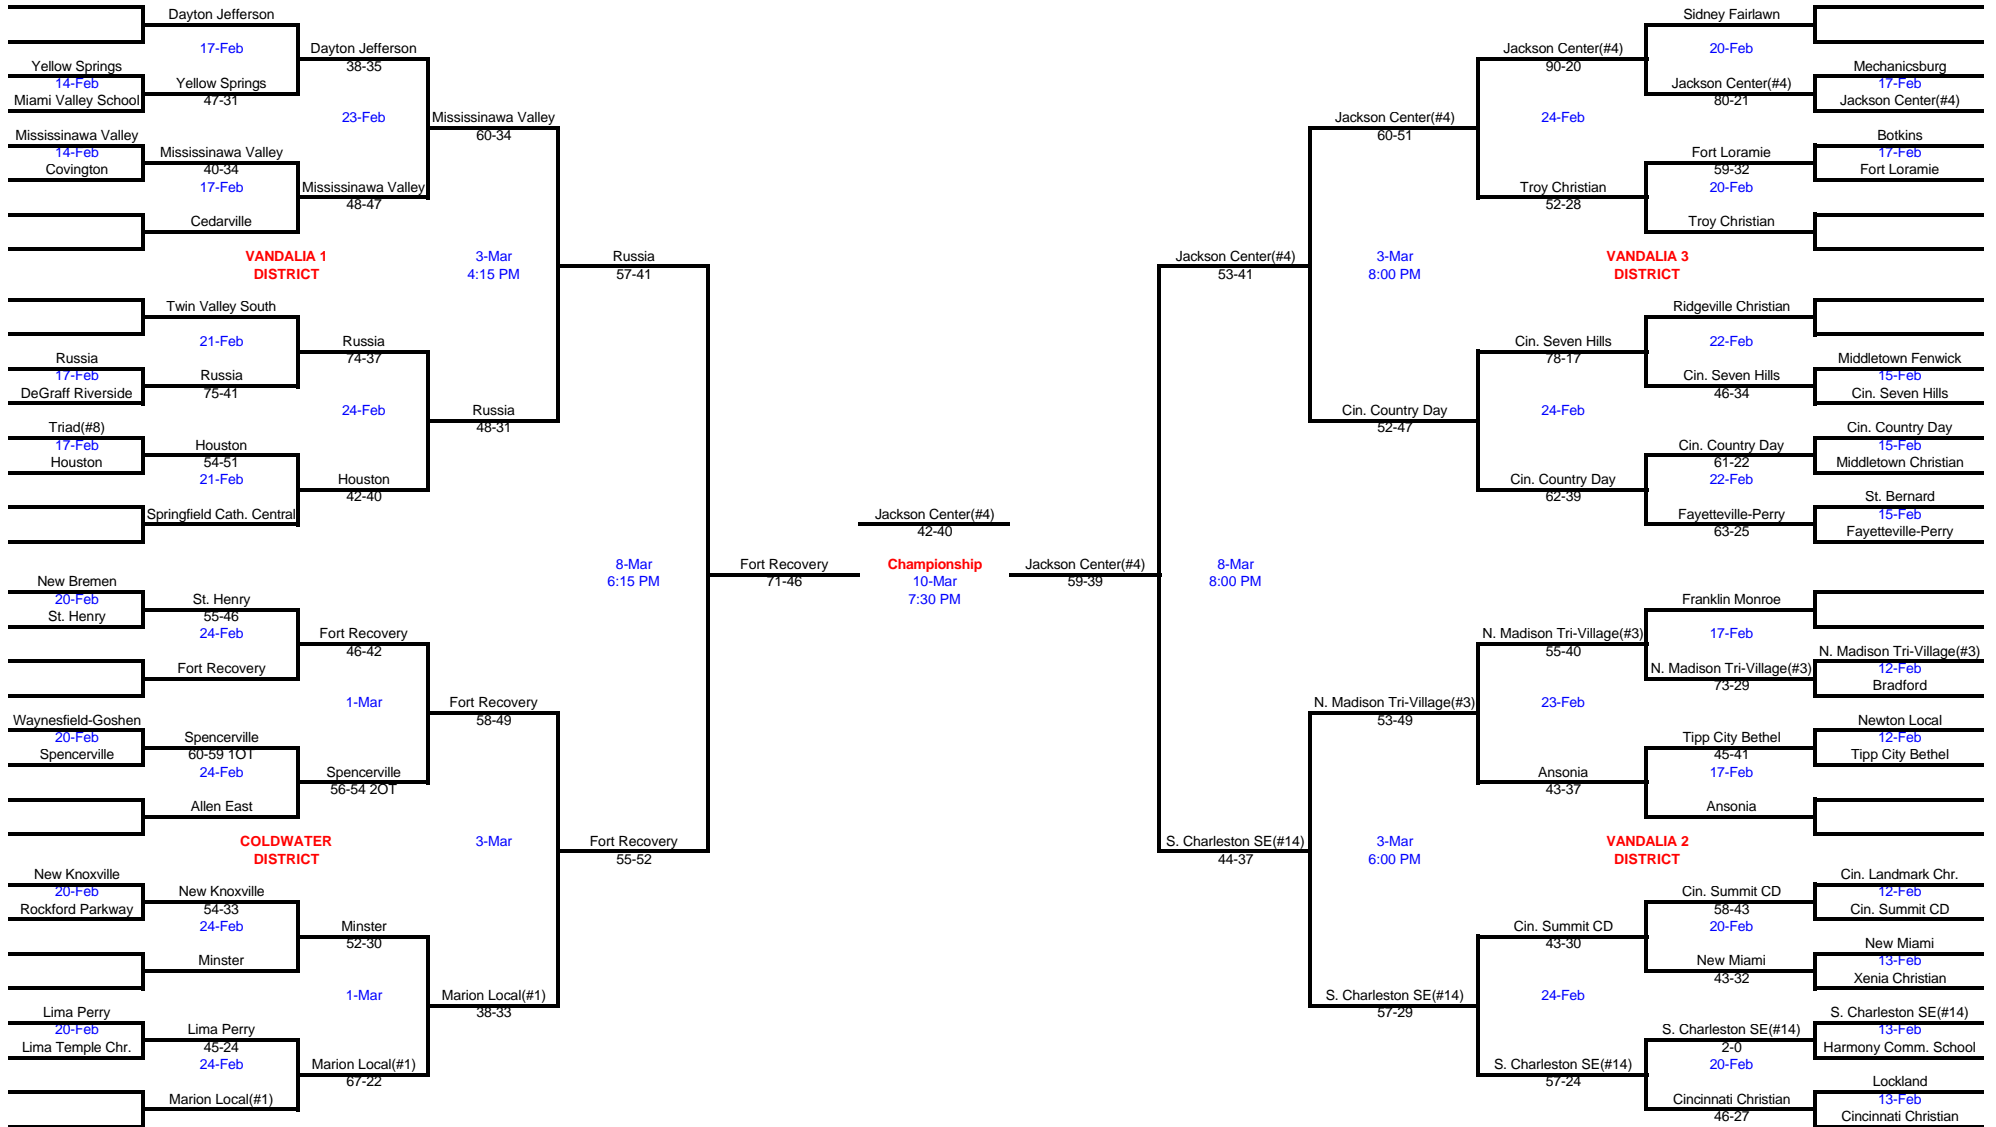 Dayton Jefferson
17-Feb
Dayton Jefferson
38-35
Yellow Springs
14-Feb
Miami Valley School
Yellow Springs
47-31
23-Feb
Mississinawa Valley
60-34
Mississinawa Valley
14-Feb
Covington
Mississinawa Valley
40-34
17-Feb
Mississinawa Valley
48-47
Cedarville
VANDALIA 1
DISTRICT
3-Mar
4:15 PM
Russia
57-41
Twin Valley South
21-Feb
Russia
74-37
Russia
17-Feb
DeGraff Riverside
Russia
75-41
24-Feb
Russia
48-31
Triad(#8)
17-Feb
Houston
Houston
54-51
21-Feb
Houston
42-40
Springfield Cath. Central
8-Mar
6:15 PM
Fort Recovery
71-46
New Bremen
20-Feb
St. Henry
St. Henry
55-46
24-Feb
Fort Recovery
46-42
Fort Recovery
1-Mar
Fort Recovery
58-49
Waynesfield-Goshen
20-Feb
Spencerville
Spencerville
60-59 1OT
24-Feb
Spencerville
56-54 2OT
Allen East
COLDWATER
DISTRICT
3-Mar
Fort Recovery
55-52
New Knoxville
20-Feb
Rockford Parkway
New Knoxville
54-33
24-Feb
Minster
52-30
Minster
1-Mar
Marion Local(#1)
38-33
Lima Perry
20-Feb
Lima Temple Chr.
Lima Perry
45-24
24-Feb
Marion Local(#1)
67-22
Marion Local(#1)
Jackson Center(#4)
42-40
Championship
10-Mar
7:30 PM
Jackson Center(#4)
59-39
8-Mar
8:00 PM
Sidney Fairlawn
20-Feb
Jackson Center(#4)
90-20
Mechanicsburg
17-Feb
Jackson Center(#4)
Jackson Center(#4)
80-21
24-Feb
Jackson Center(#4)
60-51
Botkins
17-Feb
Fort Loramie
Fort Loramie
59-32
20-Feb
Troy Christian
52-28
Troy Christian
Jackson Center(#4)
53-41
3-Mar
8:00 PM
VANDALIA 3
DISTRICT
Ridgeville Christian
22-Feb
Cin. Seven Hills
78-17
Middletown Fenwick
15-Feb
Cin. Seven Hills
Cin. Seven Hills
46-34
24-Feb
Cin. Country Day
52-47
Cin. Country Day
15-Feb
Middletown Christian
Cin. Country Day
61-22
22-Feb
Cin. Country Day
62-39
St. Bernard
15-Feb
Fayetteville-Perry
Fayetteville-Perry
63-25
Franklin Monroe
17-Feb
N. Madison Tri-Village(#3)
55-40
N. Madison Tri-Village(#3)
12-Feb
Bradford
N. Madison Tri-Village(#3)
73-29
23-Feb
N. Madison Tri-Village(#3)
53-49
Newton Local
12-Feb
Tipp City Bethel
Tipp City Bethel
45-41
17-Feb
Ansonia
43-37
Ansonia
S. Charleston SE(#14)
44-37
3-Mar
6:00 PM
VANDALIA 2
DISTRICT
Cin. Landmark Chr.
12-Feb
Cin. Summit CD
Cin. Summit CD
58-43
20-Feb
Cin. Summit CD
43-30
New Miami
13-Feb
Xenia Christian
New Miami
43-32
24-Feb
S. Charleston SE(#14)
57-29
S. Charleston SE(#14)
13-Feb
Harmony Comm. School
S. Charleston SE(#14)
2-0
20-Feb
S. Charleston SE(#14)
57-24
Lockland
13-Feb
Cincinnati Christian
Cincinnati Christian
46-27